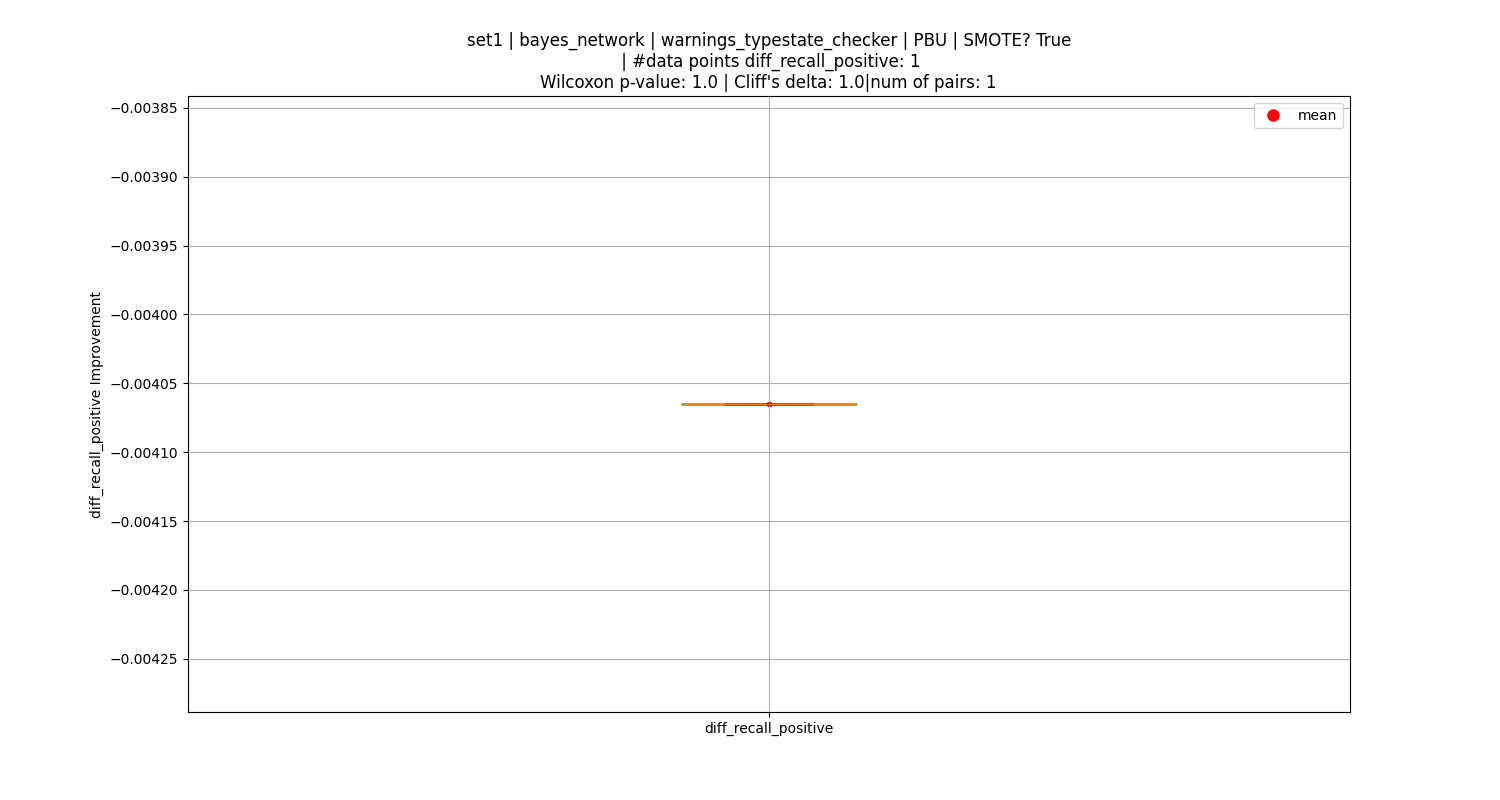 set1 | bayes_network | warnings_typestate_checker | PBU | SMOTE? True
| #data points diff_recall_positive: 1
Wilcoxon p-value: 1.0 | Cliff's delta: 1.0|num of pairs: 1
mean
−0.00385
−0.00390
−0.00395
−0.00400
−0.00405
−0.00410
−0.00415
−0.00420
−0.00425
diff_recall_positive Improvement
diff_recall_positive